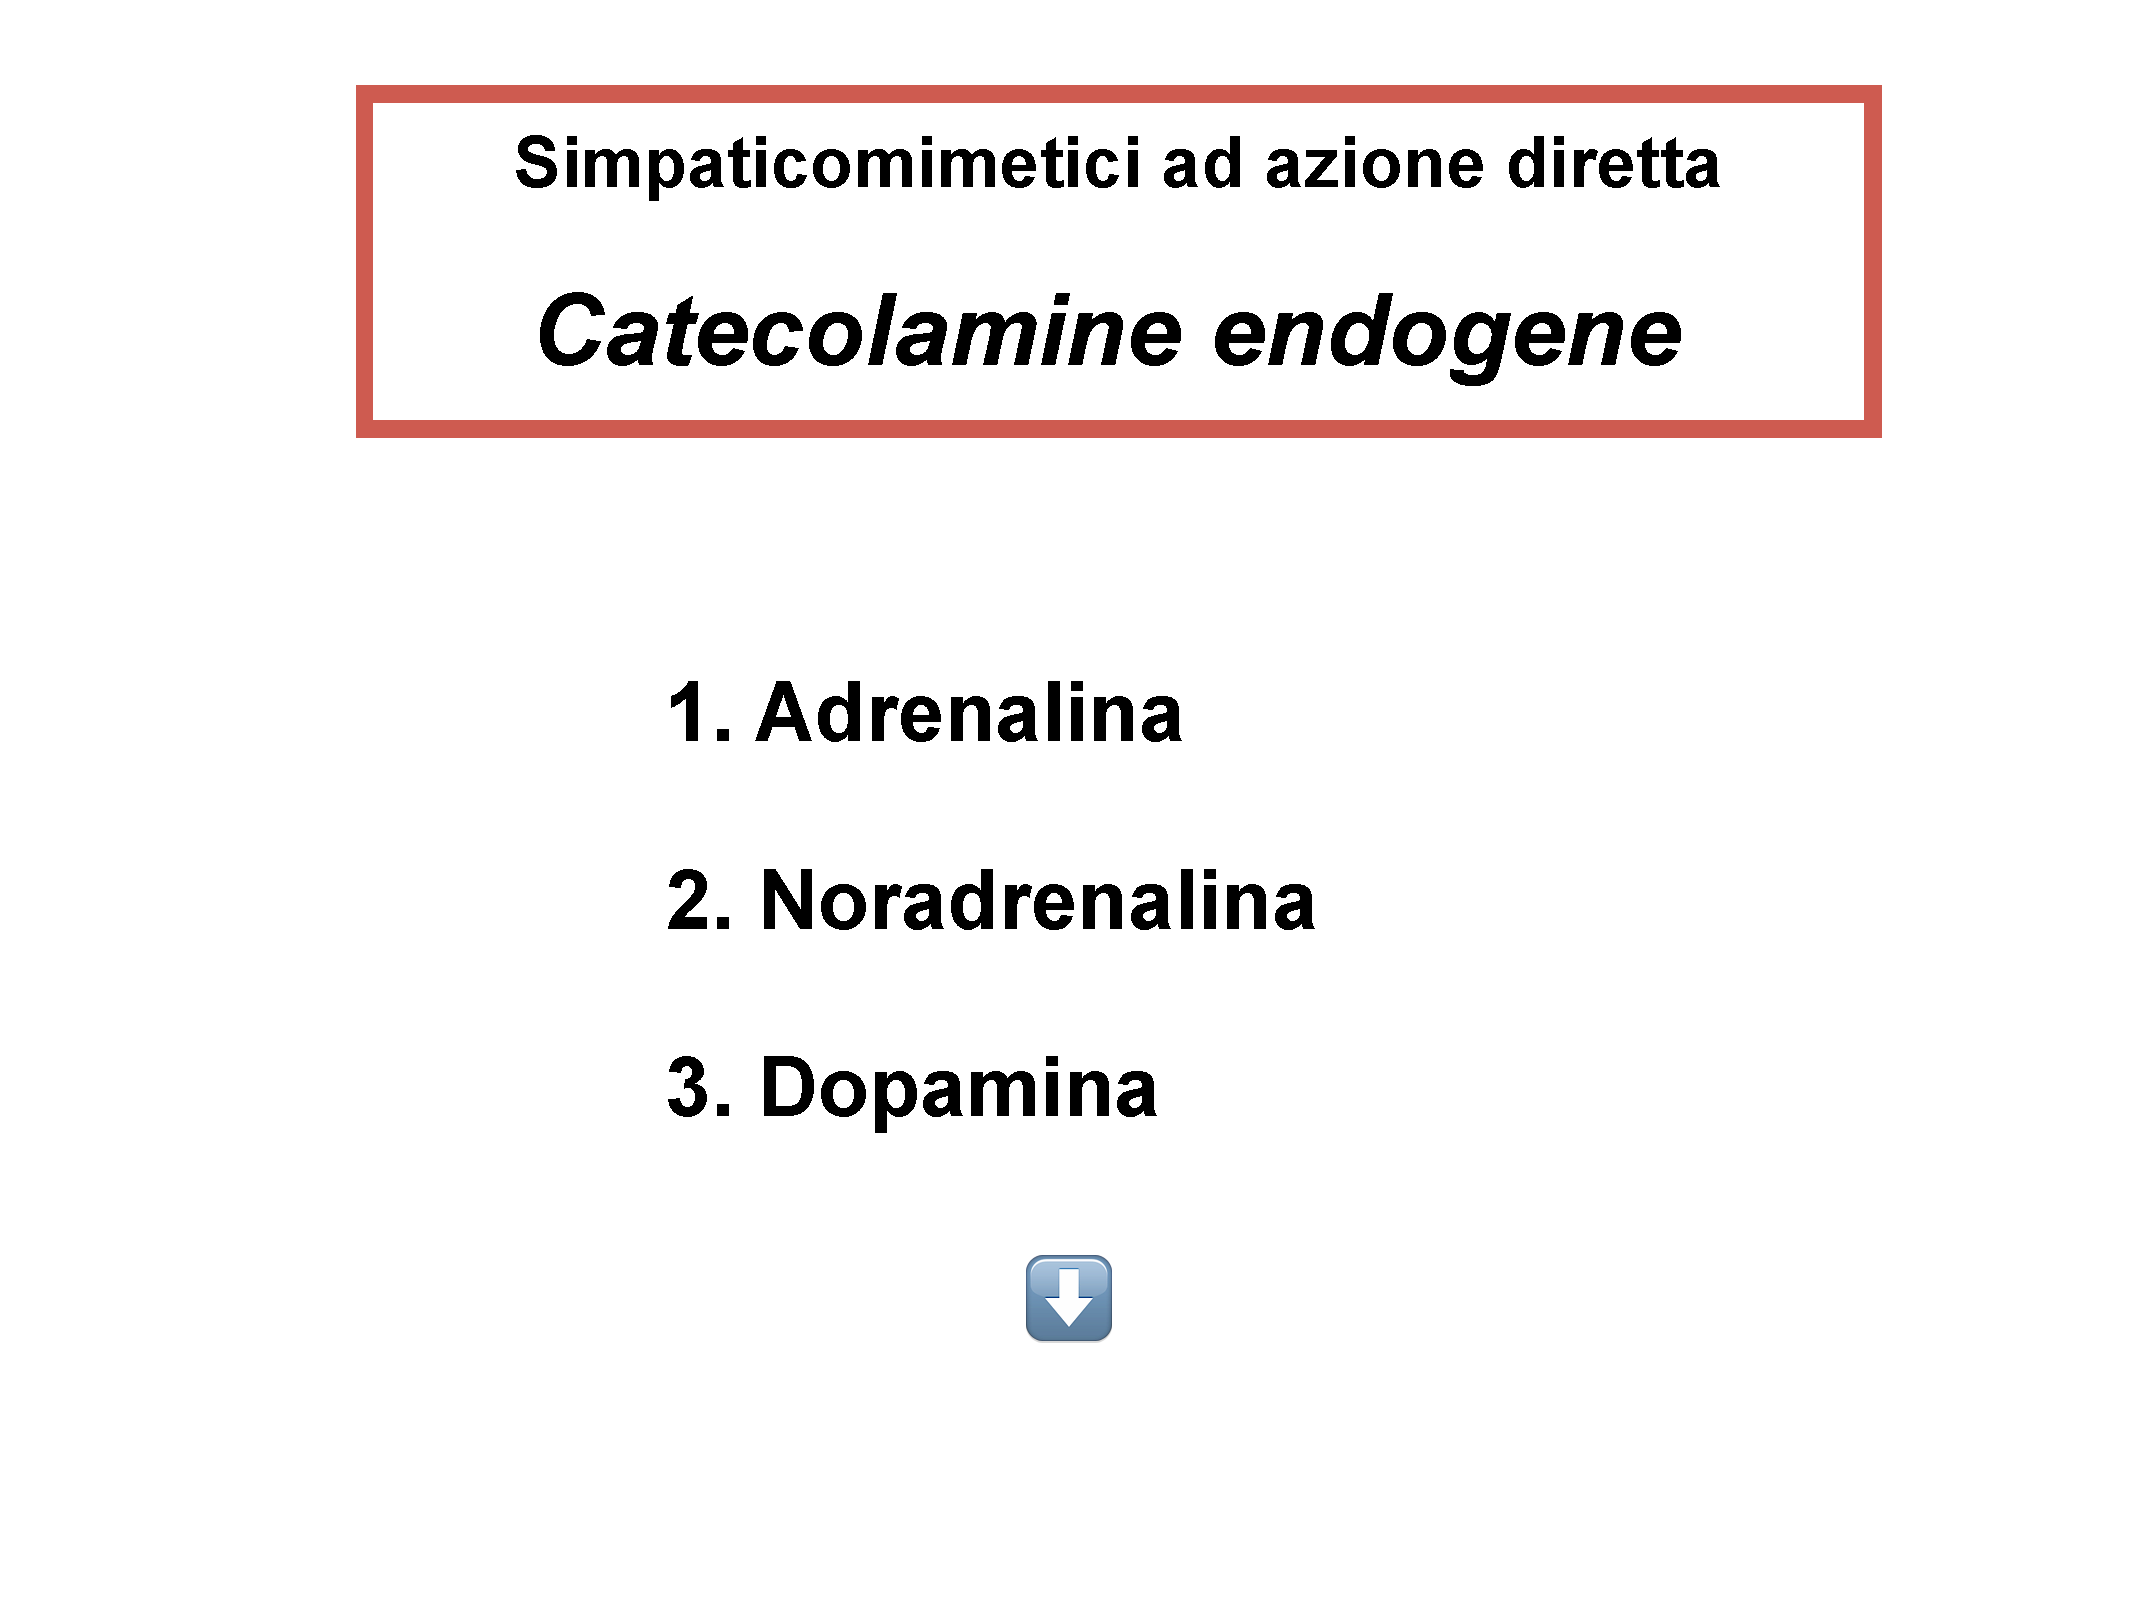 Simpaticomimetici ad azione diretta
Catecolamine endogene
1. Adrenalina
2. Noradrenalina
3. Dopamina